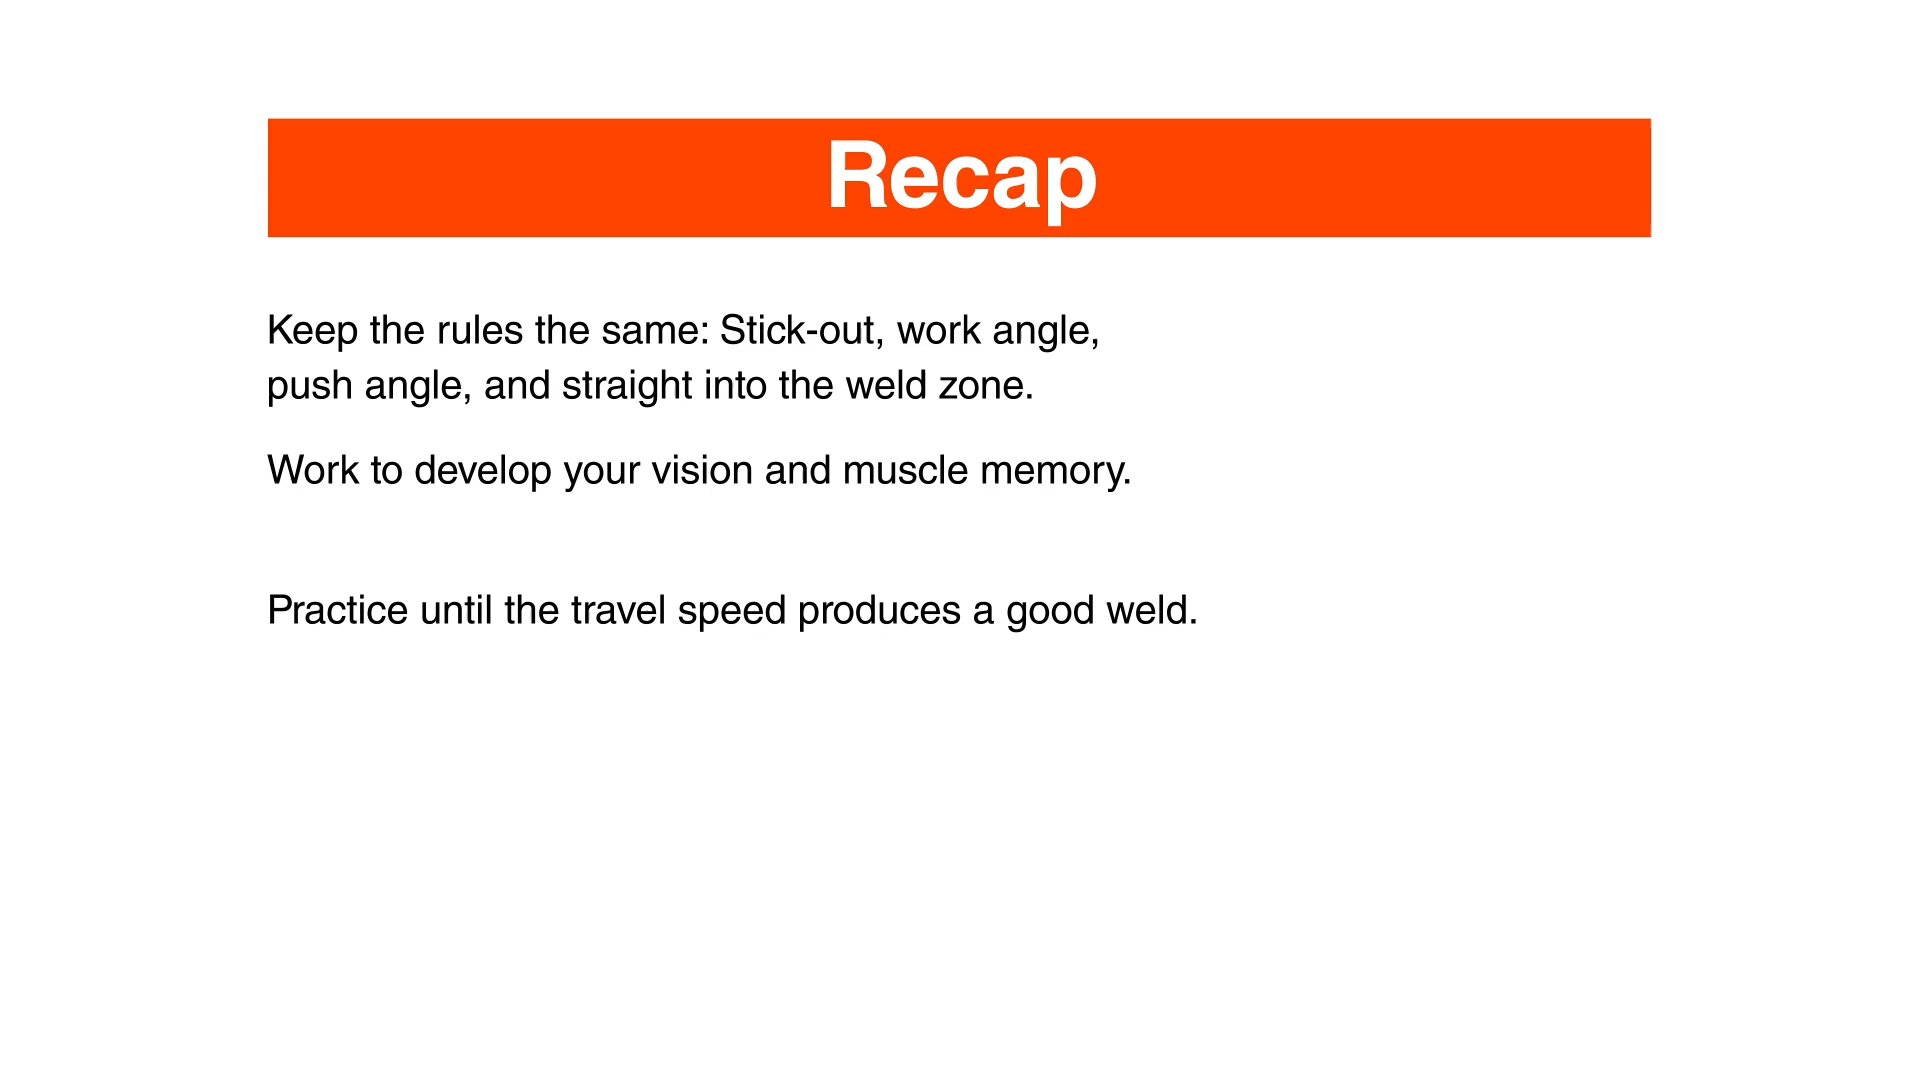 Recap
Keep the rules the same: Stick-out, work angle,
push angle, and straight into the weld zone.
Work to develop your vision and muscle memory.
Practice until the travel speed produces a good weld.